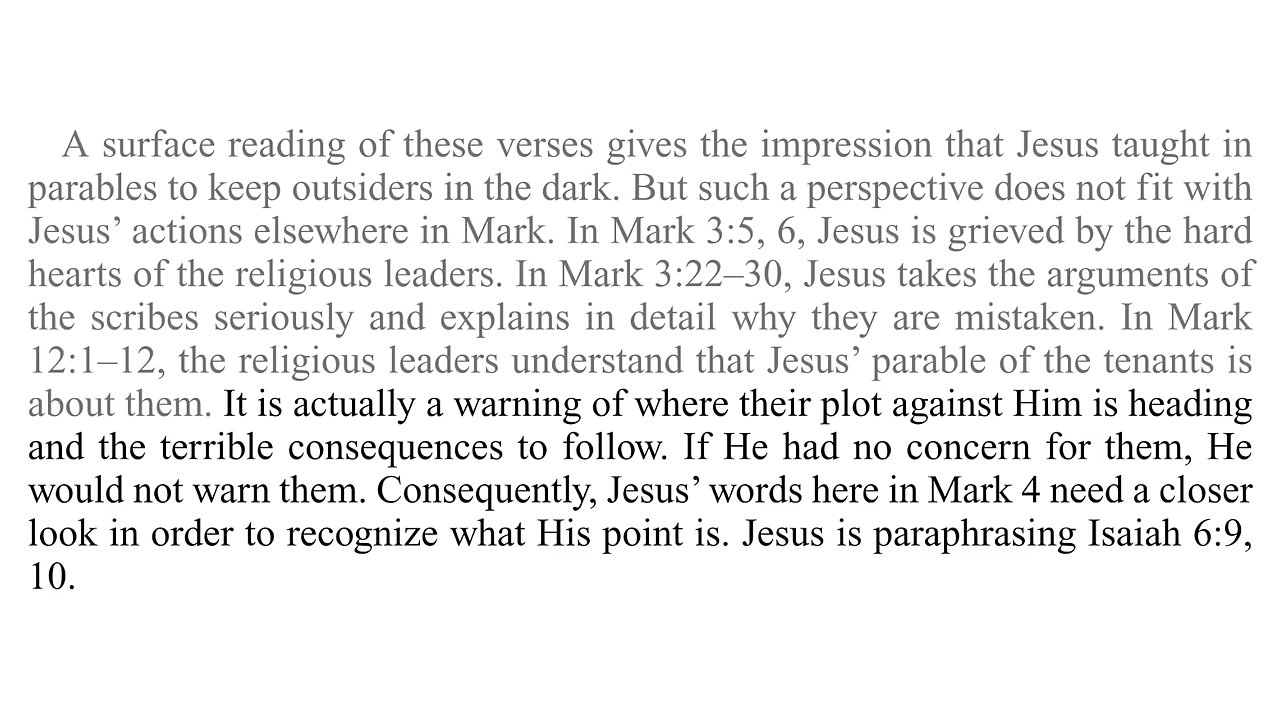 A surface reading of these verses gives the impression that Jesus taught in
parables to keep outsiders in the dark. But such a perspective does not fit with
Jesus’ actions elsewhere in Mark. In Mark 3:5, 6, Jesus is grieved by the hard
hearts of the religious leaders. In Mark 3:22–30, Jesus takes the arguments of
the scribes seriously and explains in detail why they are mistaken. In Mark
12:1–12, the religious leaders understand that Jesus’ parable of the tenants is
about them. It is actually a warning of where their plot against Him is heading
and the terrible consequences to follow. If He had no concern for them, He
would not warn them. Consequently, Jesus’ words here in Mark 4 need a closer
look in order to recognize what His point is. Jesus is paraphrasing Isaiah 6:9,
10.